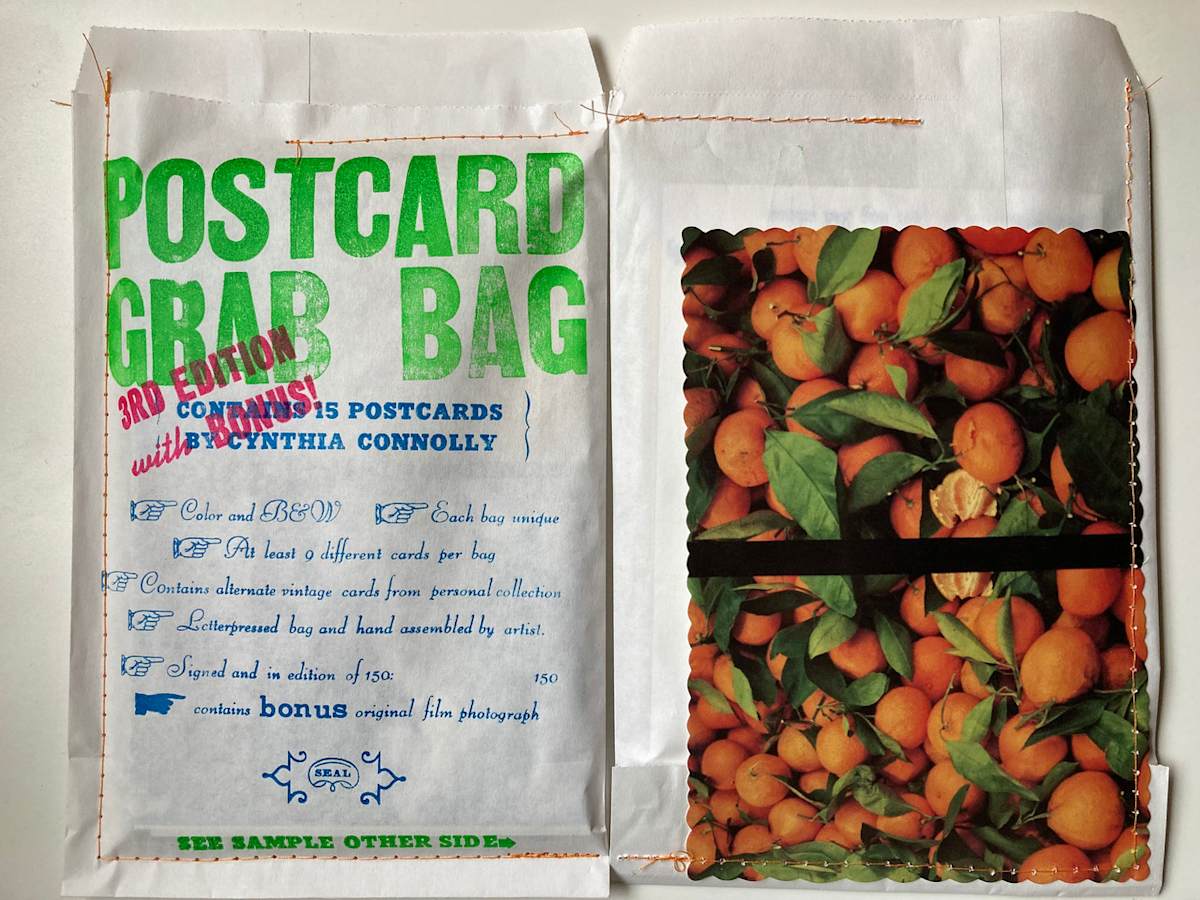 POSTCARD
GRAB BAG
3RD EDITION
with BONUS!
CONTAINS 15 POSTCARDS
BY CYNTHIA CONNOLLY
Color and B&W
Each bag unique
At least 9 different cards per bag
Contains alternate vintage cards from personal collection
Letterpressed bag and hand assembled by artist.
Signed and in edition of 150: 150
contains bonus original film photograph
SEAL
SEE SAMPLE OTHER SIDE